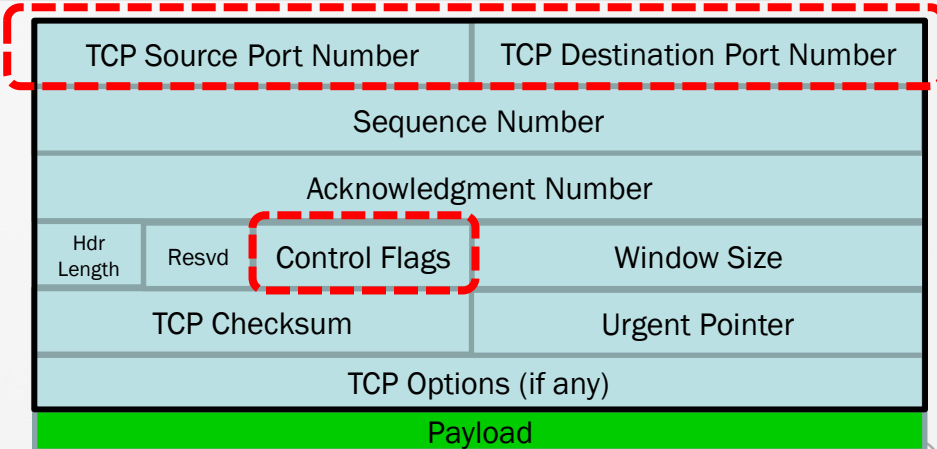 TCP Source Port Number
TCP Destination Port Number
Sequence Number
Acknowledgment Number
Hdr
Length
Resvd
Control Flags
Window Size
TCP Checksum
Urgent Pointer
TCP Options (if any)
Payload